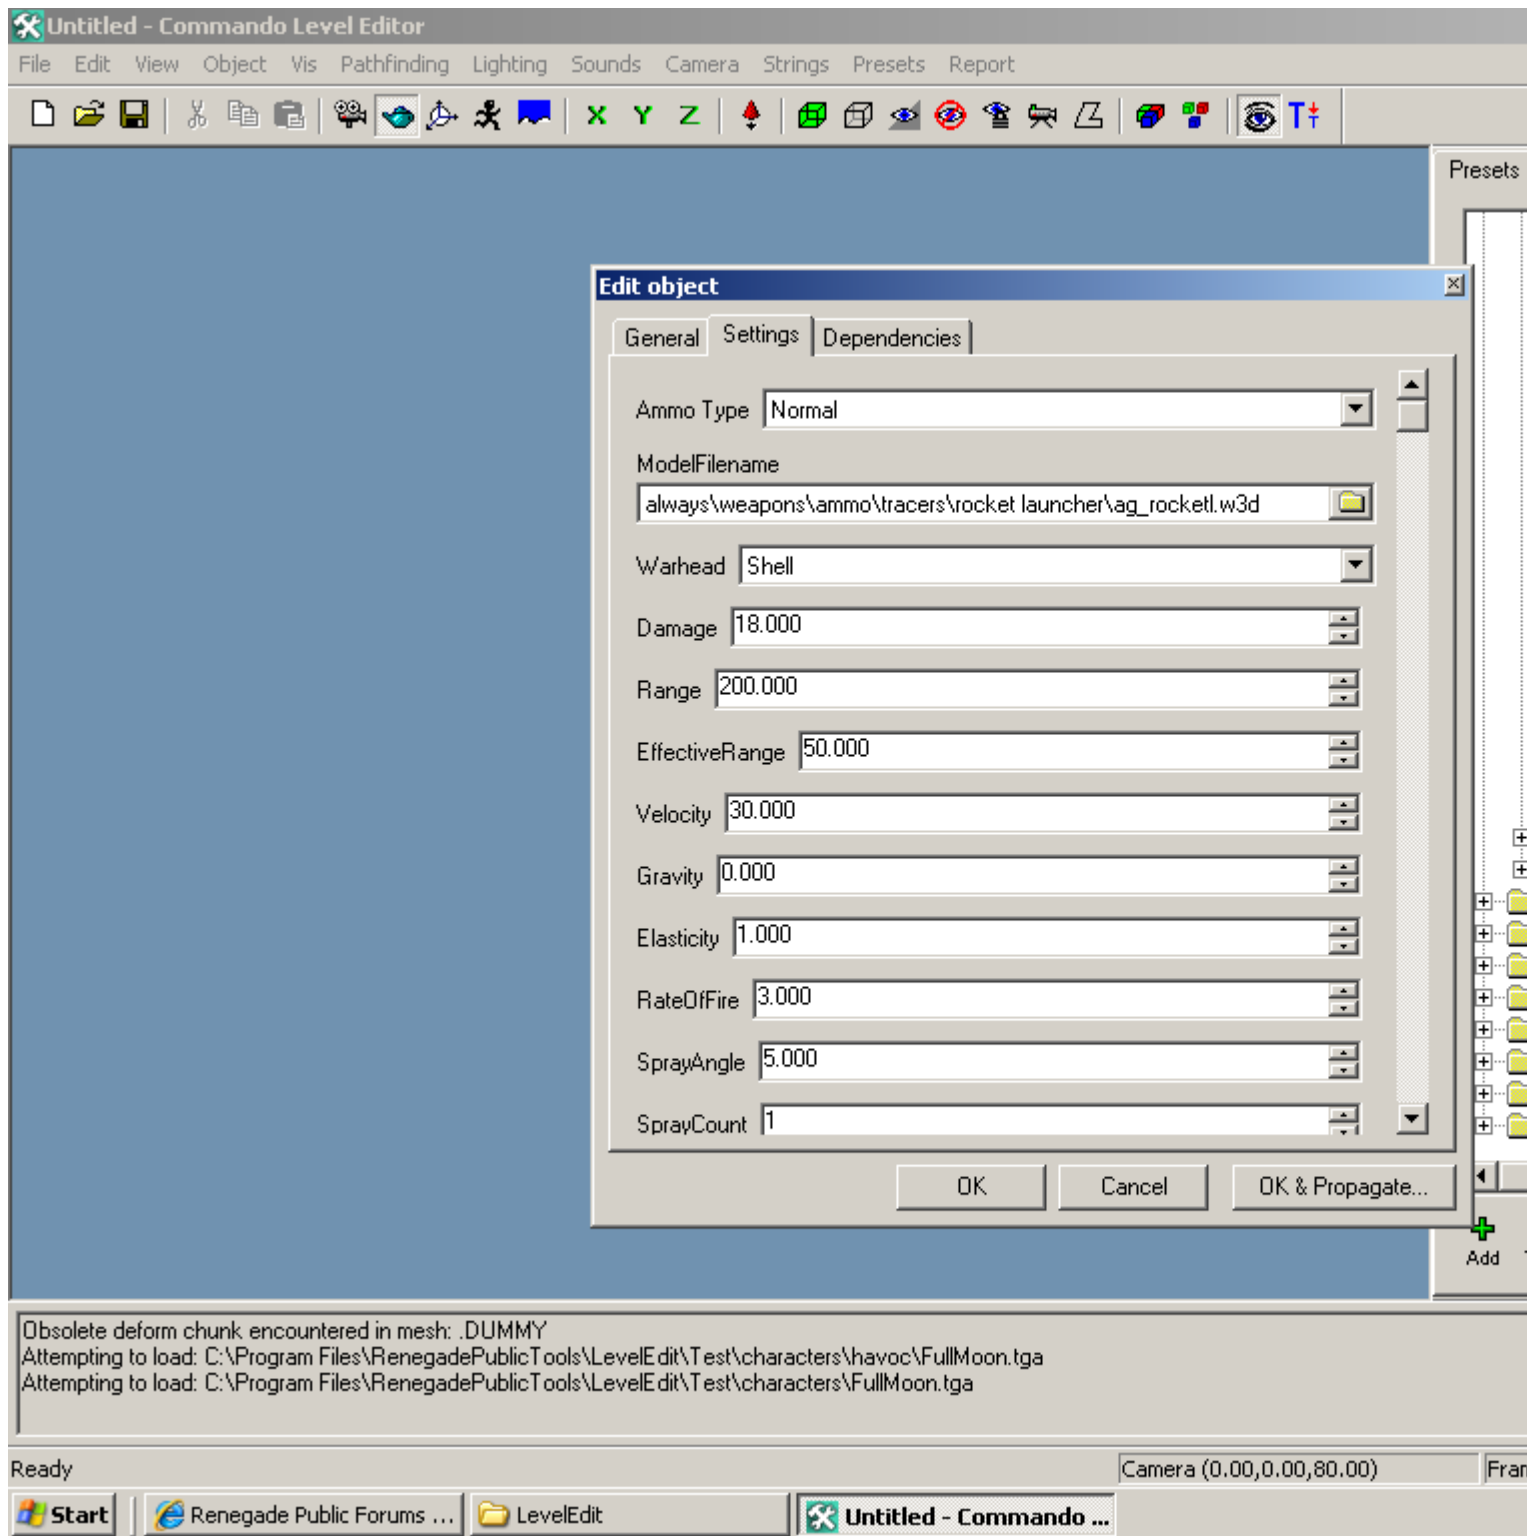 Untitled - Commando Level Editor
File Edit View Object Vis Pathfinding Lighting Sounds Camera Strings Presets Report
X Y Z T
Presets
Edit object
General Settings Dependencies
Ammo Type Normal
ModelFilename
always\weapons\ammo\tracers\rocket launcher\ag_rocketl.w3d
Warhead Shell
Damage 18.000
Range 200.000
EffectiveRange 50.000
Velocity 30.000
Gravity 0.000
Elasticity 1.000
RateOfFire 3.000
SprayAngle 5.000
SprayCount 1
OK Cancel OK & Propagate...
Add
Obsolete deform chunk encountered in mesh: .DUMMY
Attempting to load: C:\Program Files\RenegadePublicTools\LevelEdit\Test\characters\havoc\FullMoon.tga
Attempting to load: C:\Program Files\RenegadePublicTools\LevelEdit\Test\characters\FullMoon.tga
Ready Camera (0.00,0.00,80.00) Fran
Start Renegade Public Forums ... LevelEdit Untitled - Commando ...